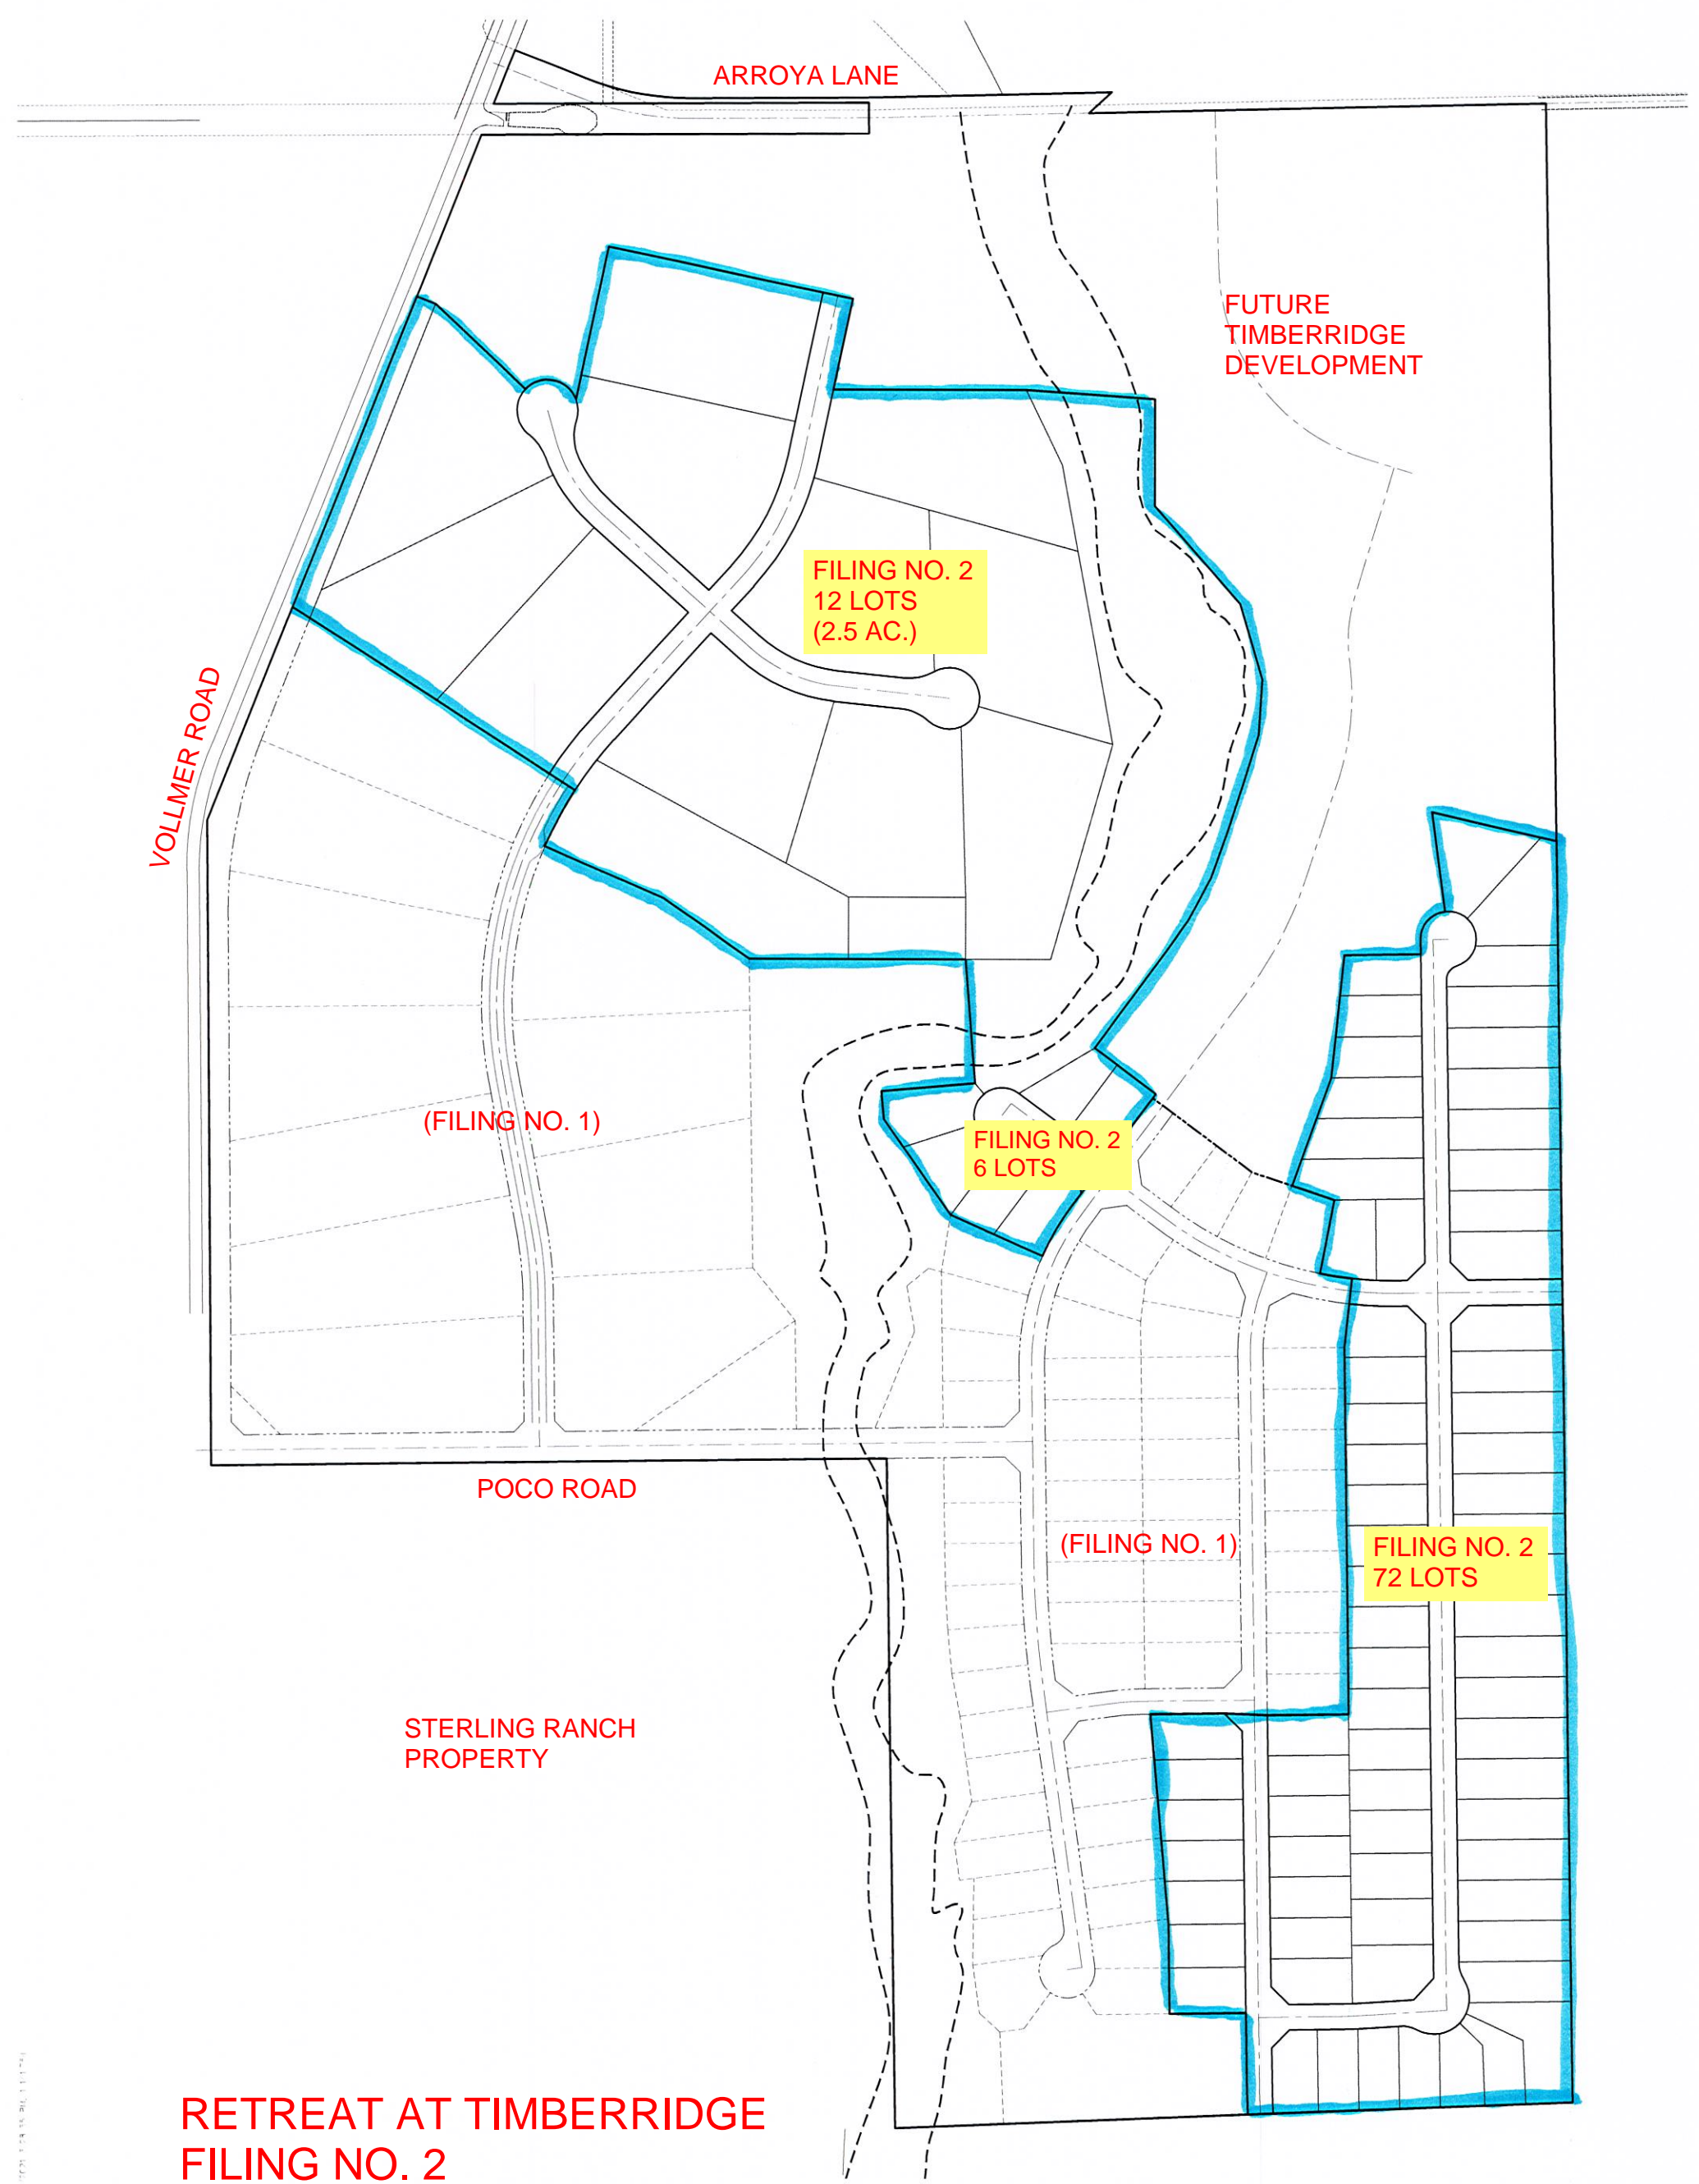 ARROYA LANE
FUTURE
TIMBERRIDGE
DEVELOPMENT
FILING NO. 2
12 LOTS
(2.5 AC.)
VOLLMER ROAD
(FILING NO. 1)
FILING NO. 2
6 LOTS
POCO ROAD
(FILING NO. 1)
FILING NO. 2
72 LOTS
STERLING RANCH
PROPERTY
RETREAT AT TIMBERRIDGE
FILING NO. 2